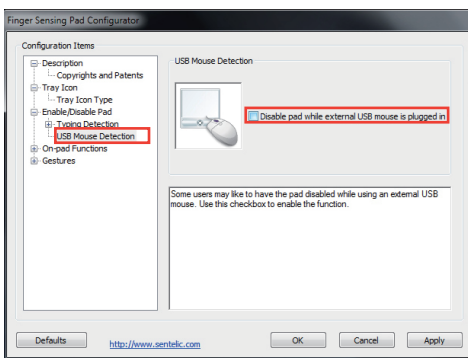 Finger Sensing Pad Configurator
Configuration Items
Description
Copyrights and Patents
Tray Icon
Tray Icon Type
Enable/Disable Pad
Typing Detection
USB Mouse Detection
On-pad Functions
Gestures
USB Mouse Detection
Disable pad while external USB mouse is plugged in
Some users may like to have the pad disabled while using an external USB
mouse. Use this checkbox to enable the function.
Defaults
http://www.sentelic.com
OK
Cancel
Apply